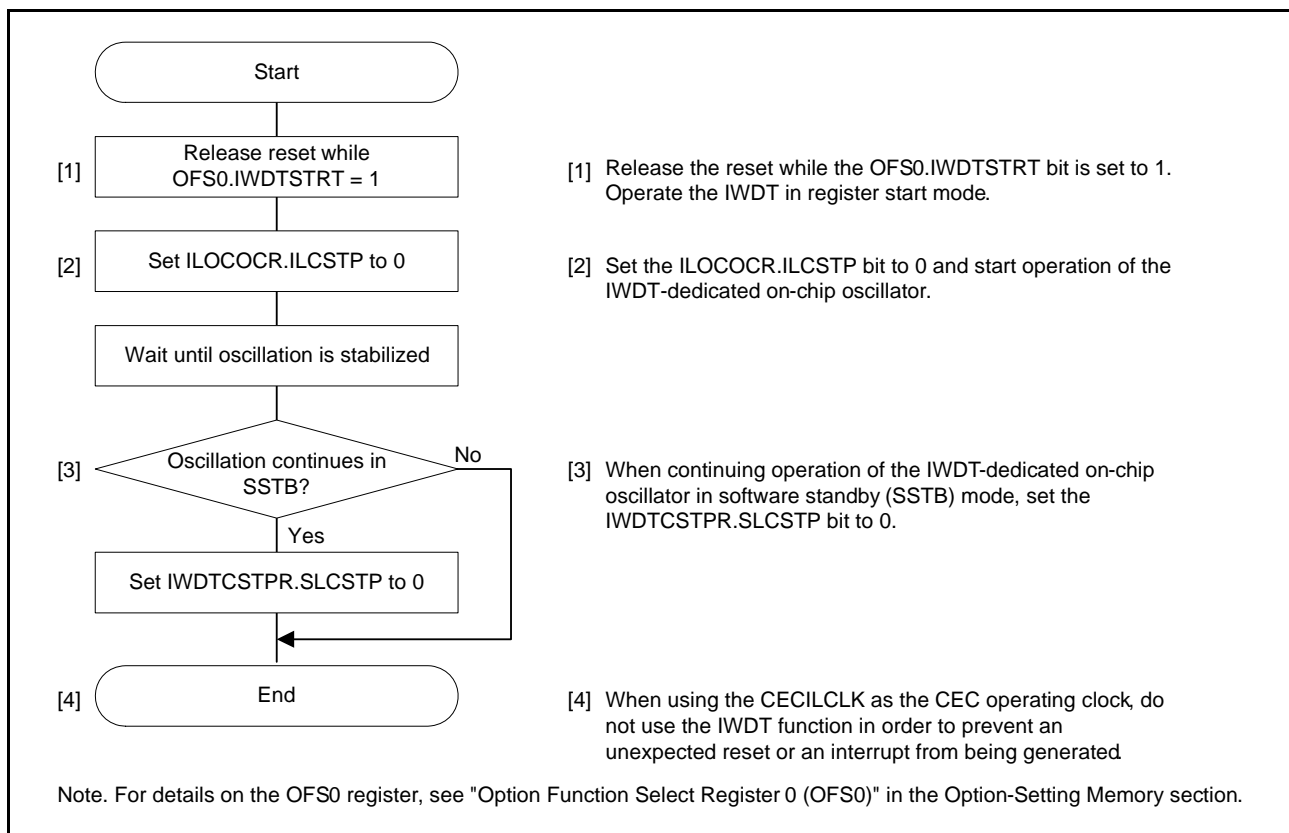 Start
[1]
Release reset while
OFS0.IWDTSTRT = 1
[1] Release the reset while the OFS0.IWDTSTRT bit is set to 1.
Operate the IWDT in register start mode.
[2]
Set ILOCOCR.ILCSTP to 0
[2] Set the ILOCOCR.ILCSTP bit to 0 and start operation of the
IWDT-dedicated on-chip oscillator.
Wait until oscillation is stabilized
[3]
Oscillation continues in
SSTB?
No
Yes
[3] When continuing operation of the IWDT-dedicated on-chip
oscillator in software standby (SSTB) mode, set the
IWDTCSTPR.SLCSTP bit to 0.
Set IWDTCSTPR.SLCSTP to 0
[4]
End
[4] When using the CECILCLK as the CEC operating clock, do
not use the IWDT function in order to prevent an
unexpected reset or an interrupt from being generated.
Note. For details on the OFS0 register, see "Option Function Select Register 0 (OFS0)" in the Option-Setting Memory section.